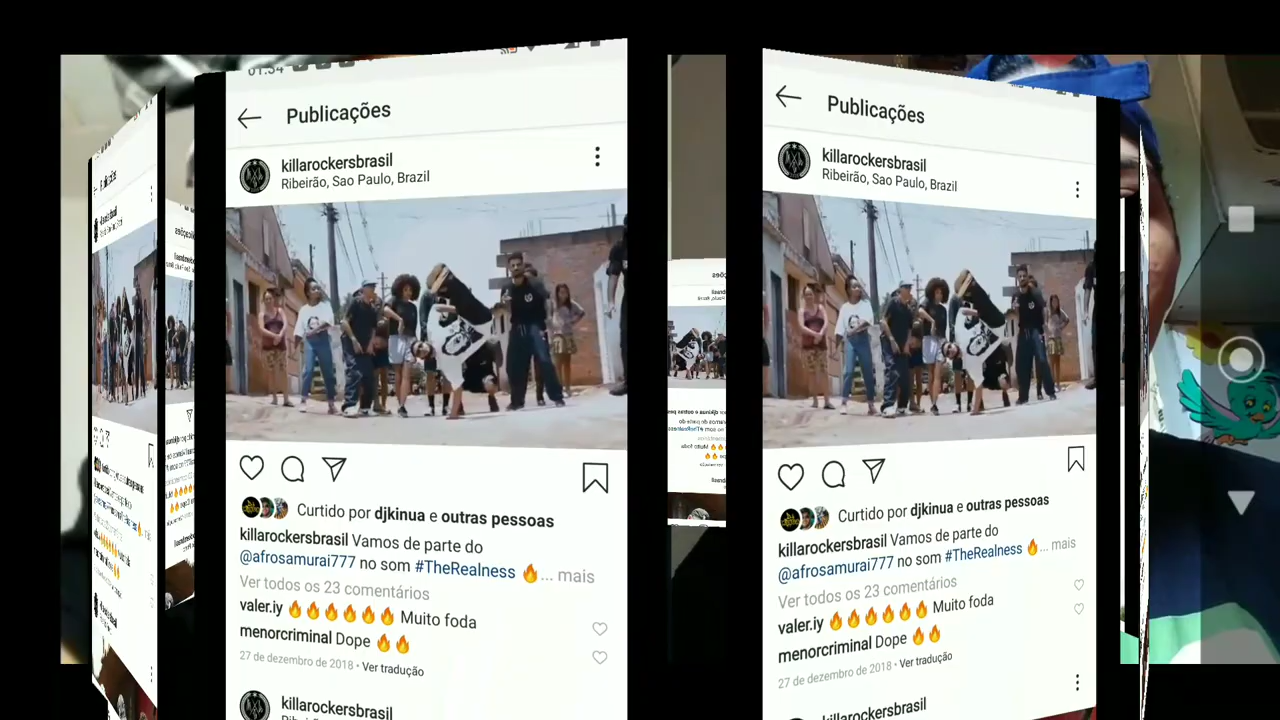 01:34
Publicações
killarockersbrasil
Ribeirão, Sao Paulo, Brazil
Curtido por djkinua e outras pessoas
killarockersbrasil Vamos de parte do
@afrosamurai777 no som #TheRealness 🔥... mais
Ver todos os 23 comentários
valer.iy 🔥🔥🔥🔥🔥🔥 Muito foda
menorcriminal Dope 🔥🔥
27 de dezembro de 2018 • Ver tradução
killarockersbrasil
Publicações
killarockersbrasil
Ribeirão, Sao Paulo, Brazil
Curtido por djkinua e outras pessoas
killarockersbrasil Vamos de parte do
@afrosamurai777 no som #TheRealness 🔥... mais
Ver todos os 23 comentários
valer.iy 🔥🔥🔥🔥🔥🔥 Muito foda
menorcriminal Dope 🔥🔥
27 de dezembro de 2018 • Ver tradução
killarockersbrasil